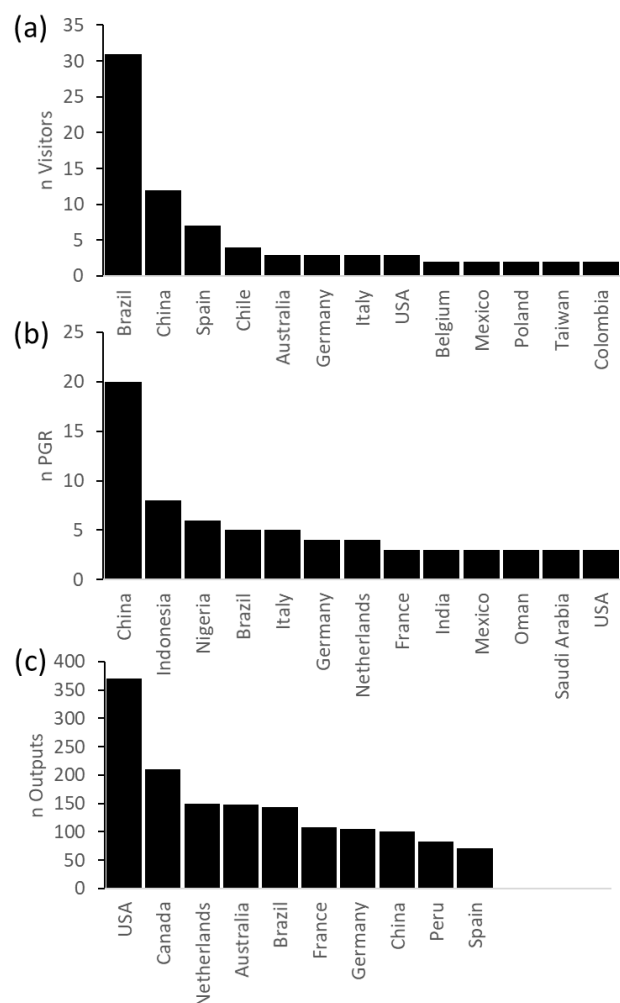 (a)
n Visitors
35
30
25
20
15
10
5
0
Brazil
China
Spain
Chile
Australia
Germany
Italy
USA
Belgium
Mexico
Poland
Taiwan
Colombia
(b)
n PGR
25
20
15
10
5
0
China
Indonesia
Nigeria
Brazil
Italy
Germany
Netherlands
France
India
Mexico
Oman
Saudi Arabia
USA
(c)
n Outputs
400
350
300
250
200
150
100
50
0
USA
Canada
Netherlands
Australia
Brazil
France
Germany
China
Peru
Spain